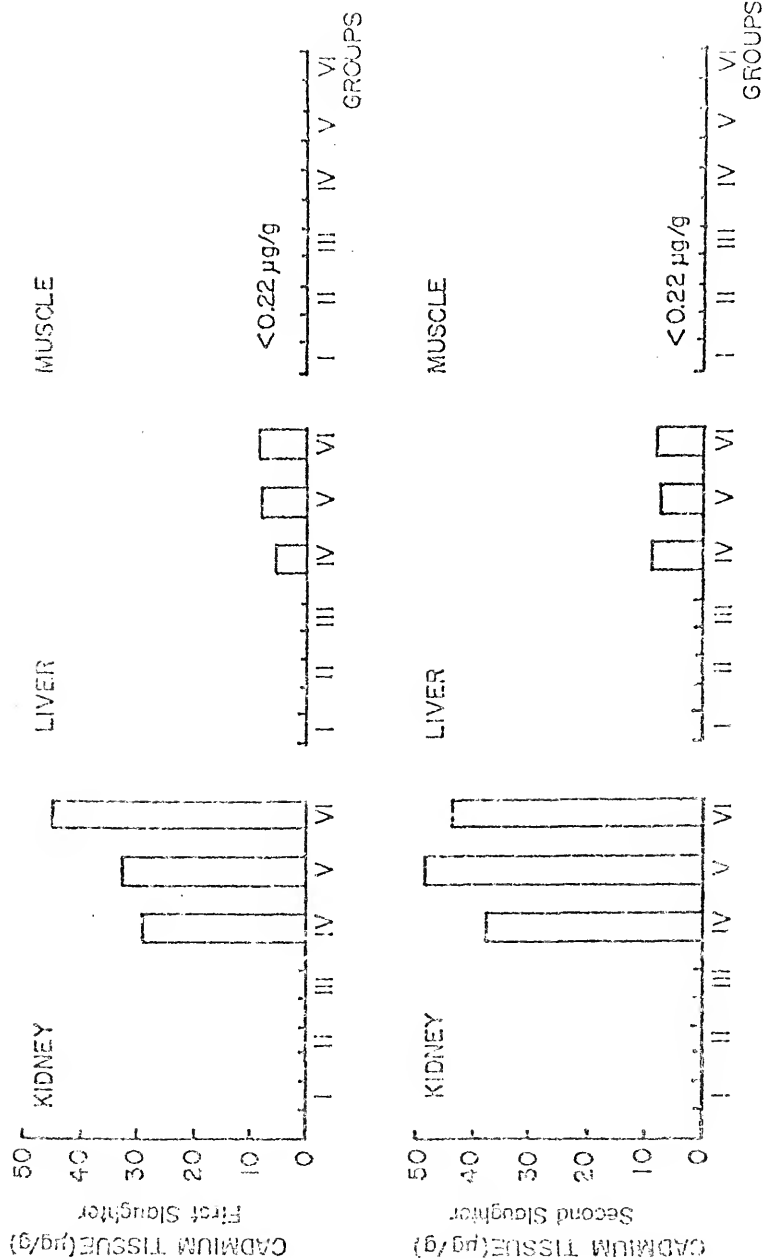 CADMIUM TISSUE (µg/g)
First Slaughter
50
40
30
20
10
0
KIDNEY
I II III IV V VI
LIVER
I II III IV V VI
MUSCLE
<0.22 µg/g
I II III IV V VI
GROUPS
CADMIUM TISSUE (µg/g)
Second Slaughter
50
40
30
20
10
0
KIDNEY
I II III IV V VI
LIVER
I II III IV V VI
MUSCLE
<0.22 µg/g
I II III IV V VI
GROUPS